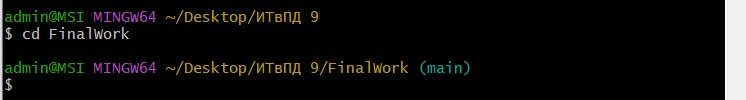 admin@MSI MINGW64 ~/Desktop/ИТвПД 9
$ cd FinalWork
admin@MSI MINGW64 ~/Desktop/ИТвПД 9/FinalWork (main)
$